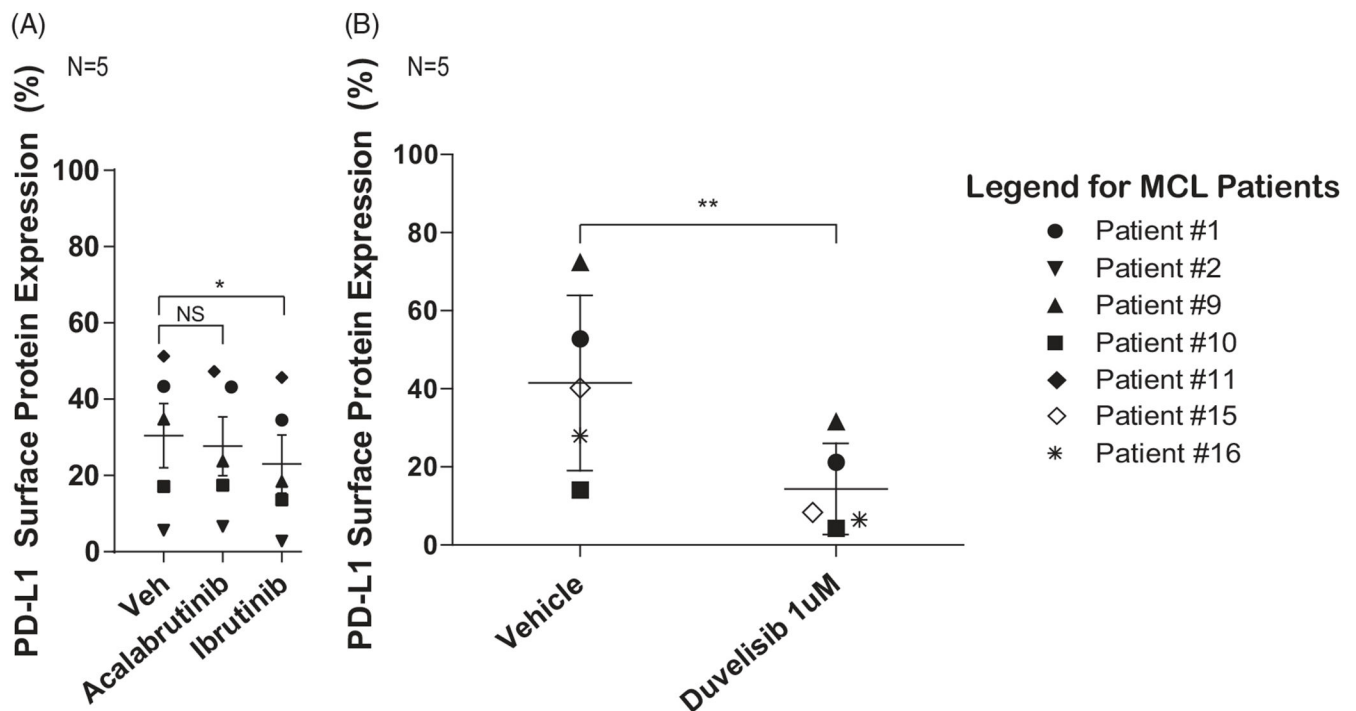 (A)
PD-L1 Surface Protein Expression (%)
N=5
100
80
60
40
20
0
*
NS
Veh
Acalabrutinib
Ibrutinib
(B)
PD-L1 Surface Protein Expression (%)
N=5
100
80
60
40
20
0
**
Vehicle
Duvelisib 1uM
Legend for MCL Patients
Patient #1
Patient #2
Patient #9
Patient #10
Patient #11
Patient #15
Patient #16